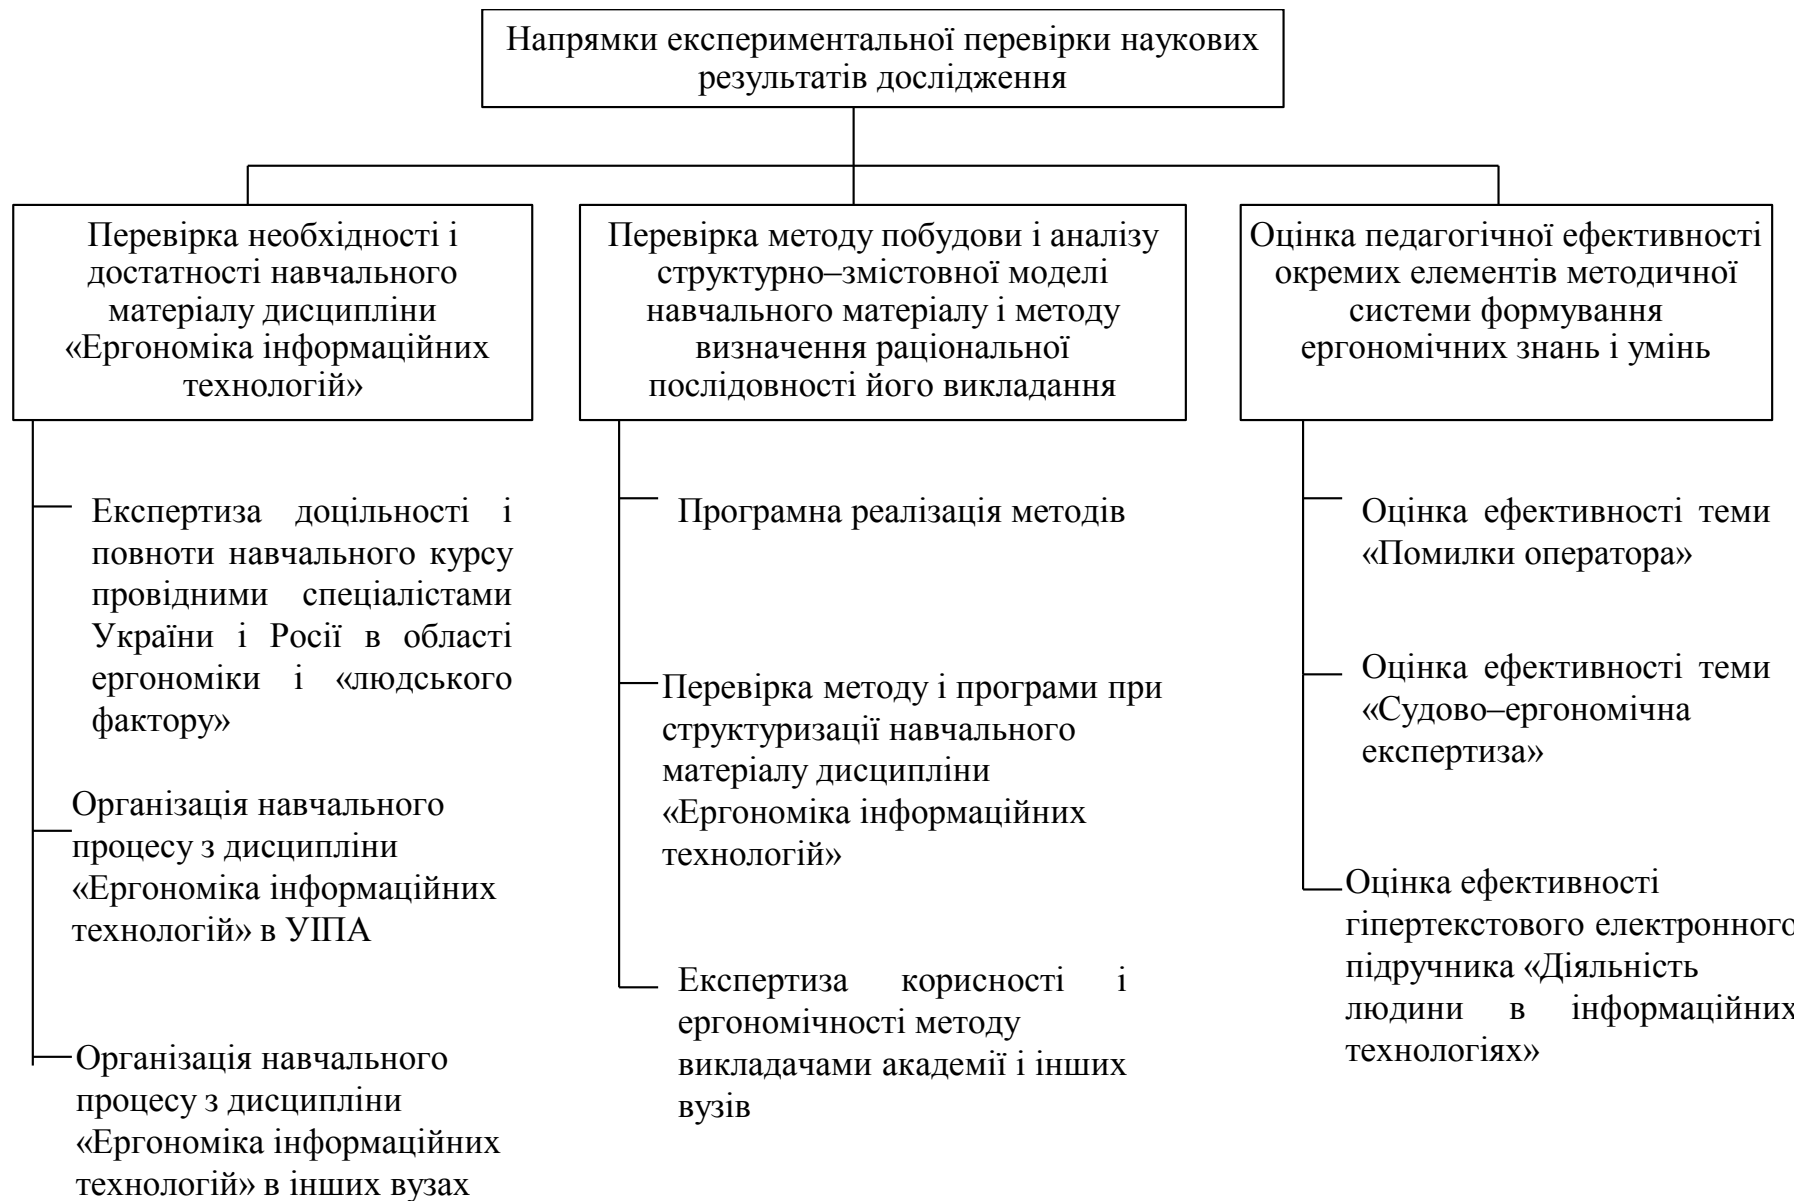 Напрямки експериментальної перевірки наукових
результатів дослідження
Перевірка необхідності і
достатності навчального
матеріалу дисципліни
«Ергономіка інформаційних
технологій»
Експертиза доцільності і
повноти навчального курсу
провідними спеціалістами
України і Росії в області
ергономіки і «людського
фактору»
Організація навчального
процесу з дисципліни
«Ергономіка інформаційних
технологій» в УІПА
Організація навчального
процесу з дисципліни
«Ергономіка інформаційних
технологій» в інших вузах
Перевірка методу побудови і аналізу
структурно–змістовної моделі
навчального матеріалу і методу
визначення раціональної
послідовності його викладання
Програмна реалізація методів
Перевірка методу і програми при
структуризації навчального
матеріалу дисципліни
«Ергономіка інформаційних
технологій»
Експертиза корисності і
ергономічності методу
викладачами академії і інших
вузів
Оцінка педагогічної ефективності
окремих елементів методичної
системи формування
ергономічних знань і умінь
Оцінка ефективності теми
«Помилки оператора»
Оцінка ефективності теми
«Судово–ергономічна
експертиза»
Оцінка ефективності
гіпертекстового електронного
підручника «Діяльність
людини в інформаційних
технологіях»